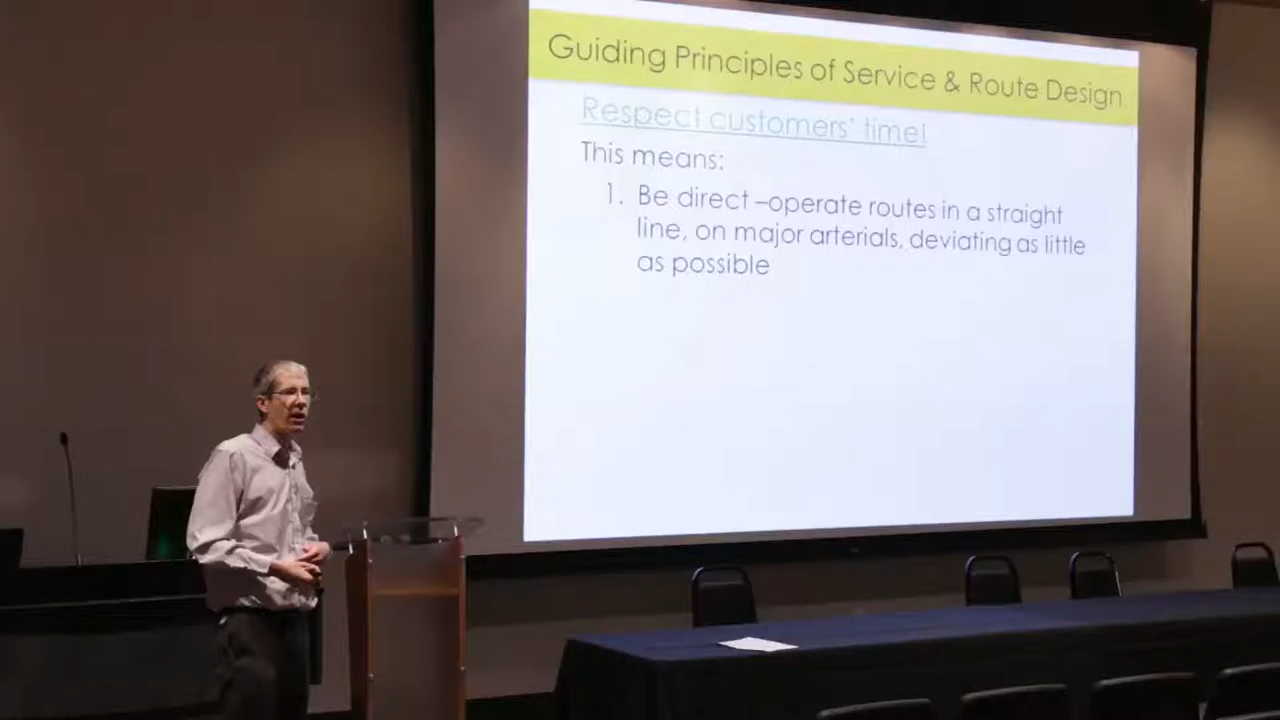 Guiding Principles of Service & Route Design
Respect customers' time!
This means:
1. Be direct –operate routes in a straight
line, on major arterials, deviating as little
as possible